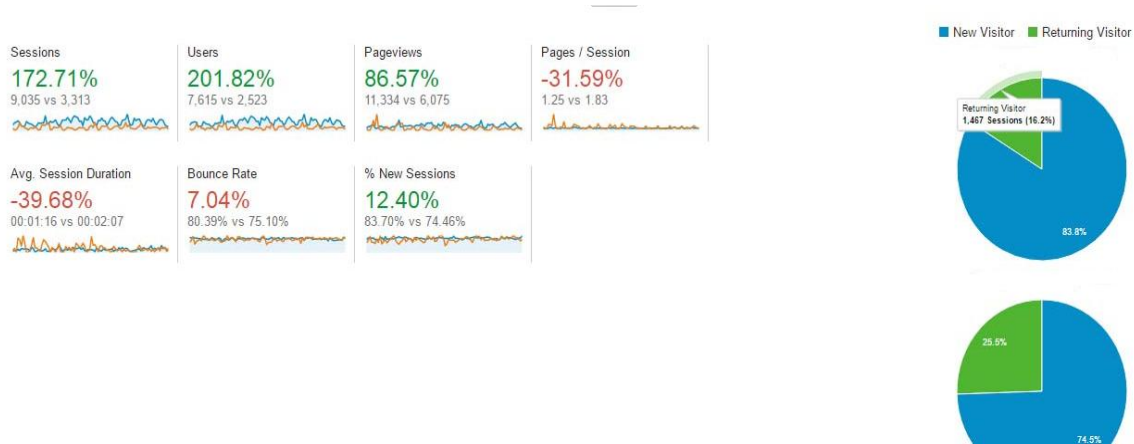 Sessions
172.71%
9,035 vs 3,313
Users
201.82%
7,615 vs 2,523
Pageviews
86.57%
11,334 vs 6,075
Pages / Session
-31.59%
1.25 vs 1.83
Avg. Session Duration
-39.68%
00:01:16 vs 00:02:07
Bounce Rate
7.04%
80.39% vs 75.10%
% New Sessions
12.40%
83.70% vs 74.46%
New Visitor
Returning Visitor
Returning Visitor
1,467 Sessions (16.2%)
83.8%
25.5%
74.5%